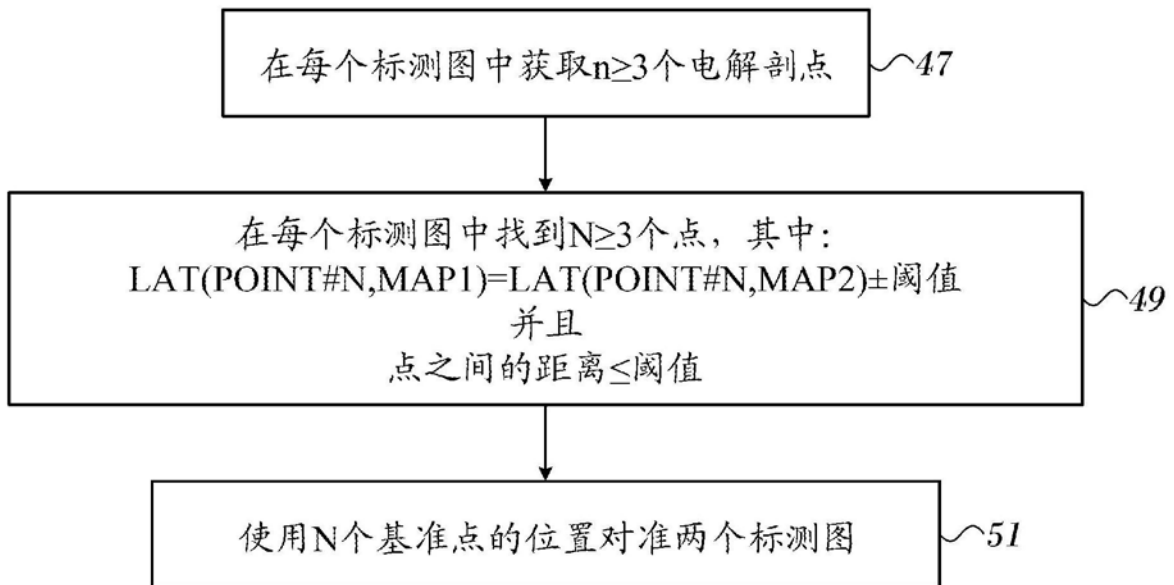 在每个标测图中获取n≥3个电解剖点
47
在每个标测图中找到N≥3个点，其中：
LAT(POINT#N,MAP1)=LAT(POINT#N,MAP2)±阈值
并且
点之间的距离≤阈值
49
使用N个基准点的位置对准两个标测图
51